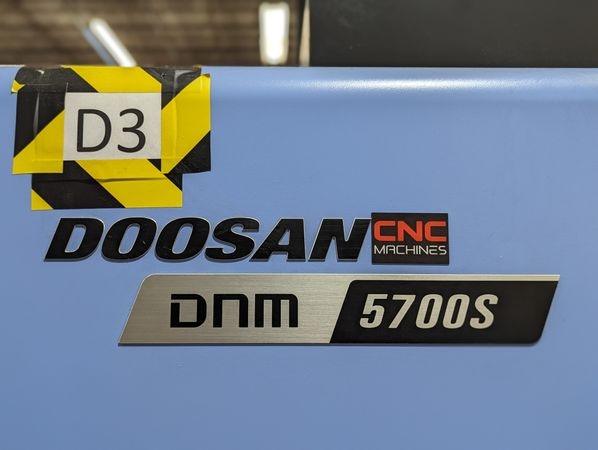 D3
DOOSAN CNC
MACHINES
DNM 5700S